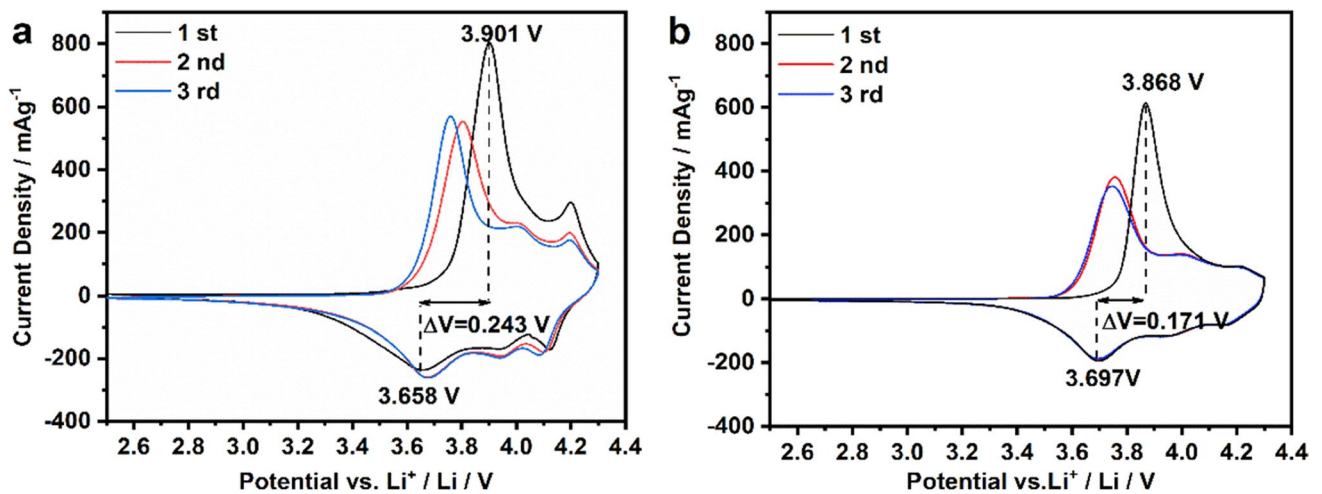 a
1 st
2 nd
3 rd
3.901 V
ΔV=0.243 V
3.658 V
800
600
400
200
0
-200
-400
2.6 2.8 3.0 3.2 3.4 3.6 3.8 4.0 4.2 4.4
Current Density / mAg⁻¹
Potential vs. Li⁺ / Li / V
b
1 st
2 nd
3 rd
3.868 V
ΔV=0.171 V
3.697V
800
600
400
200
0
-200
-400
2.6 2.8 3.0 3.2 3.4 3.6 3.8 4.0 4.2 4.4
Current Density / mAg⁻¹
Potential vs.Li⁺ / Li / V